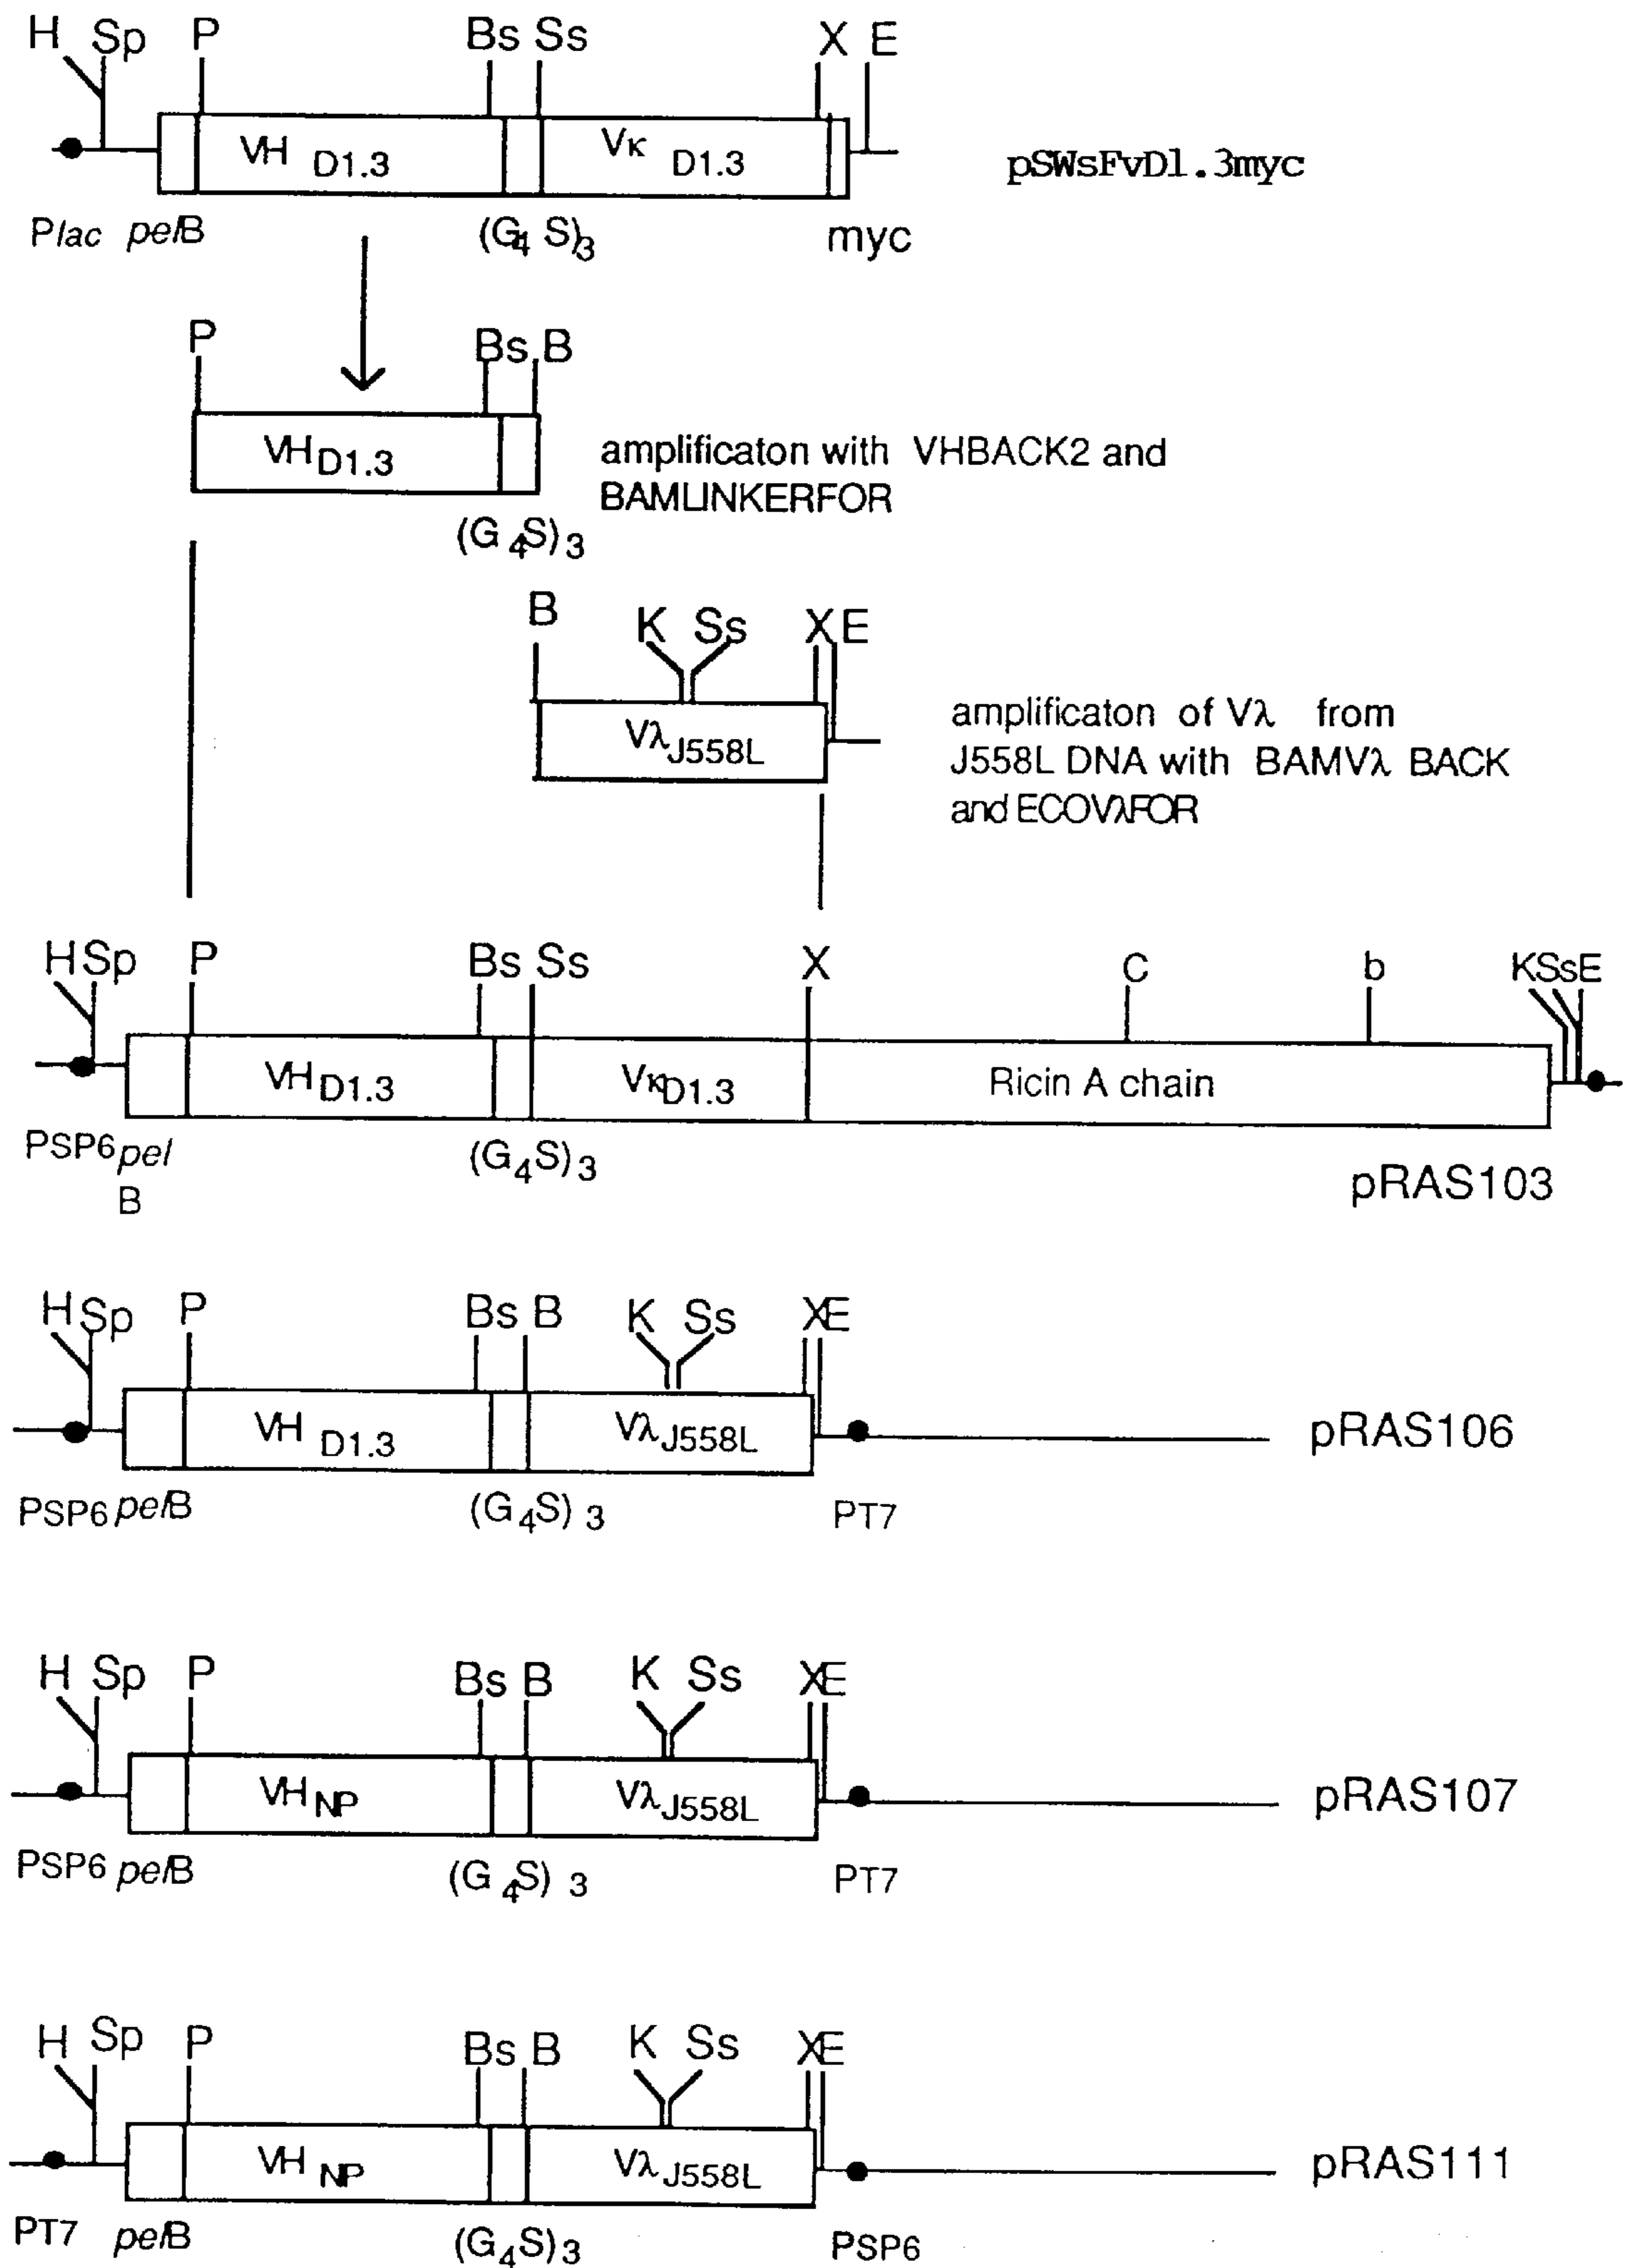 H Sp P Bs Ss X E
VH D1.3 Vκ D1.3 pSWsFvD1.3myc
Plac pelB (G4 S)3 myc
P Bs B
VHD1.3
amplificaton with VHBACK2 and
BAMLINKERFOR
(G4S)3
B K Ss X E
VλJ558L
amplificaton of Vλ from
J558L DNA with BAMVλ BACK
and ECOVλFOR
H Sp P Bs Ss X C b K Ss E
VHD1.3 VκD1.3 Ricin A chain
PSP6 pel
B
(G4S)3
pRAS103
H Sp P Bs B K Ss X E
VH D1.3 VλJ558L pRAS106
PSP6 pelB (G4S)3 PT7
H Sp P Bs B K Ss X E
VHNP VλJ558L pRAS107
PSP6 pelB (G4S)3 PT7
H Sp P Bs B K Ss X E
VH NP VλJ558L pRAS111
PT7 pelB (G4S)3 PSP6